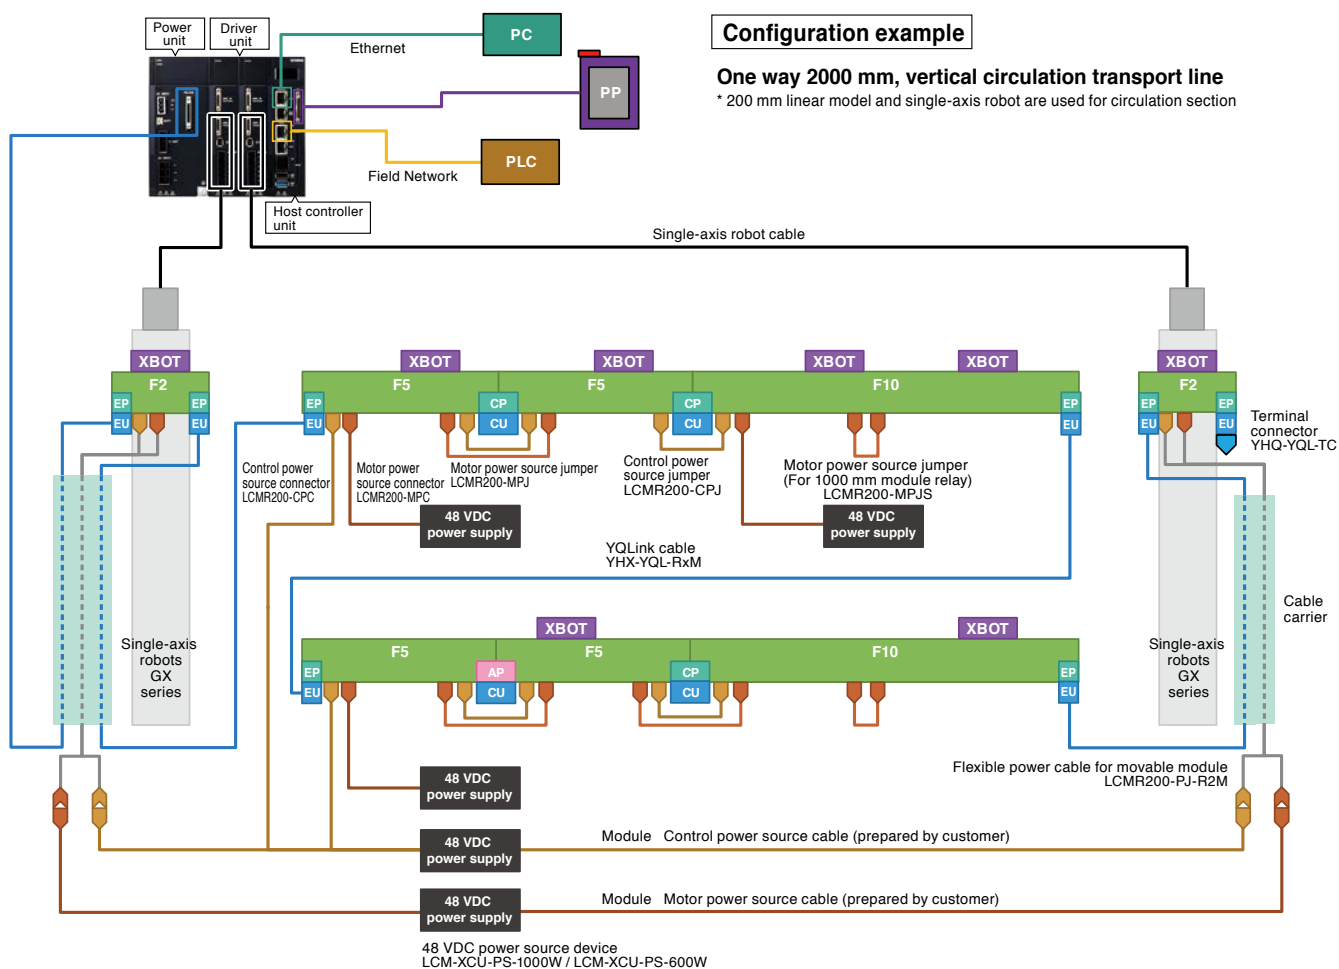 Configuration example
One way 2000 mm, vertical circulation transport line
* 200 mm linear model and single-axis robot are used for circulation section
Power
unit
Driver
unit
Ethernet
PC
PP
PLC
Field Network
Host controller
unit
Single-axis robot cable
XBOT
F2
EP
EP
EU
EU
XBOT
XBOT
XBOT
XBOT
F5
F5
F10
EP
CP
CP
EP
EU
CU
CU
EU
XBOT
F2
EP
EP
EU
EU
Terminal
connector
YHQ-YQL-TC
Control power
source connector
LCMR200-CPC
Motor power
source connector
LCMR200-MPC
Motor power source jumper
LCMR200-MPJ
Control power
source jumper
LCMR200-CPJ
Motor power source jumper
(For 1000 mm module relay)
LCMR200-MPJS
48 VDC
power supply
48 VDC
power supply
YQLink cable
YHX-YQL-RxM
Cable
carrier
Single-axis
robots
GX
series
XBOT
XBOT
F5
F5
F10
EP
AP
CP
EP
EU
CU
CU
EU
Single-axis
robots
GX
series
Flexible power cable for movable module
LCMR200-PJ-R2M
48 VDC
power supply
48 VDC
power supply
Module Control power source cable (prepared by customer)
48 VDC
power supply
Module Motor power source cable (prepared by customer)
48 VDC power source device
LCM-XCU-PS-1000W / LCM-XCU-PS-600W